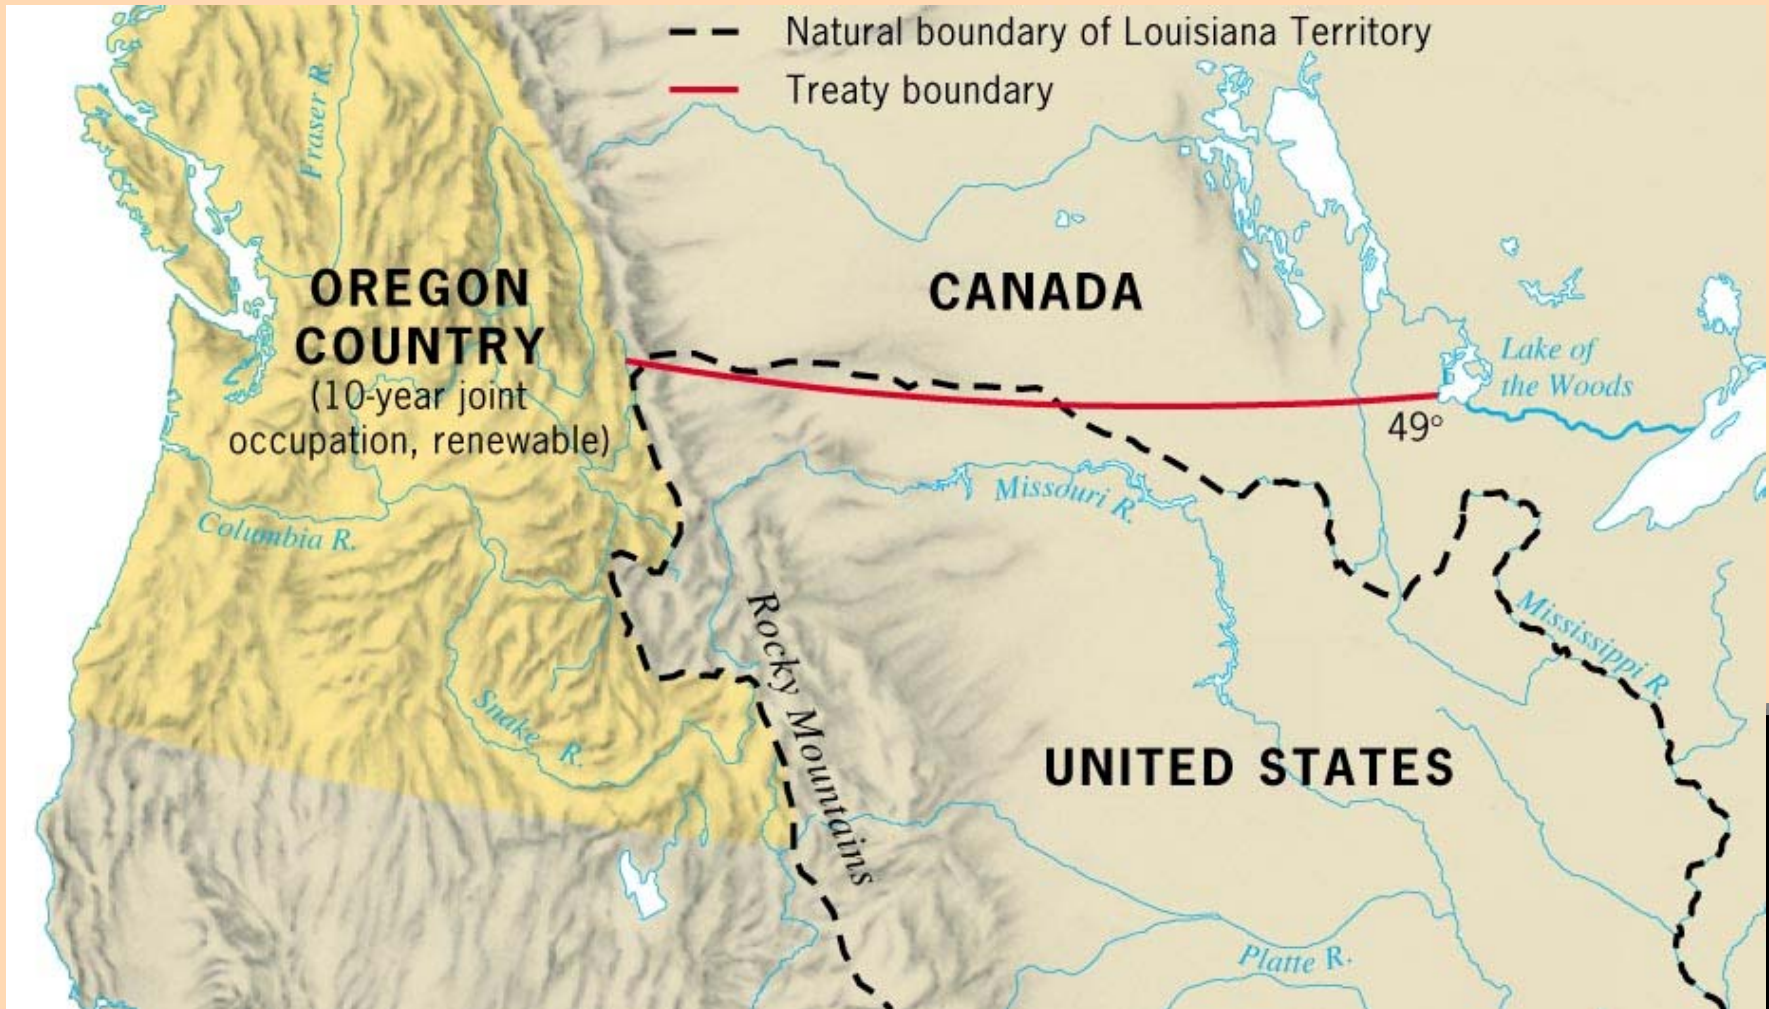 Natural boundary of Louisiana Territory
Treaty boundary
Fraser R.
OREGON
COUNTRY
(10-year joint
occupation, renewable)
CANADA
Lake of
the Woods
49°
Missouri R.
Columbia R.
Mississippi R.
Rocky Mountains
Snake R.
UNITED STATES
Platte R.